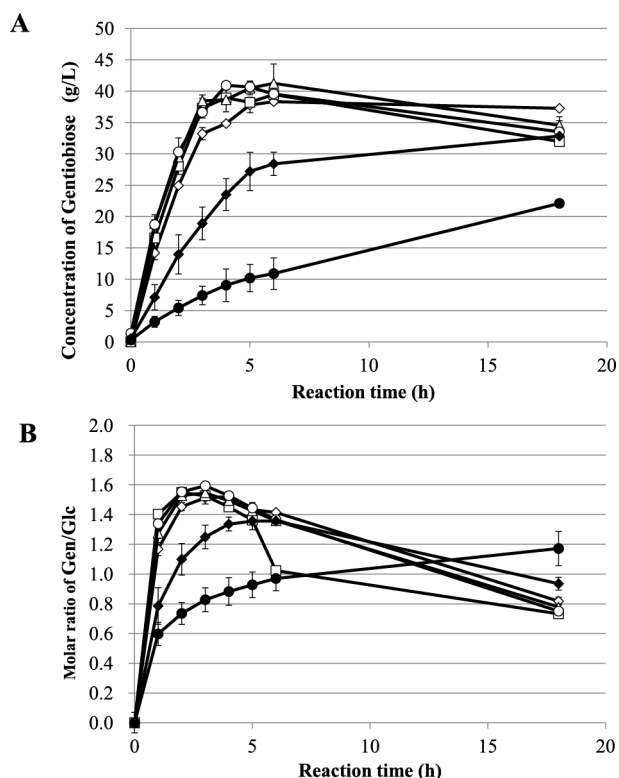 A
Concentration of Gentiobiose (g/L)
50
45
40
35
30
25
20
15
10
5
0
0 5 10 15 20
Reaction time (h)
B
Molar ratio of Gen/Glc
2.0
1.8
1.6
1.4
1.2
1.0
0.8
0.6
0.4
0.2
0.0
0 5 10 15 20
Reaction time (h)